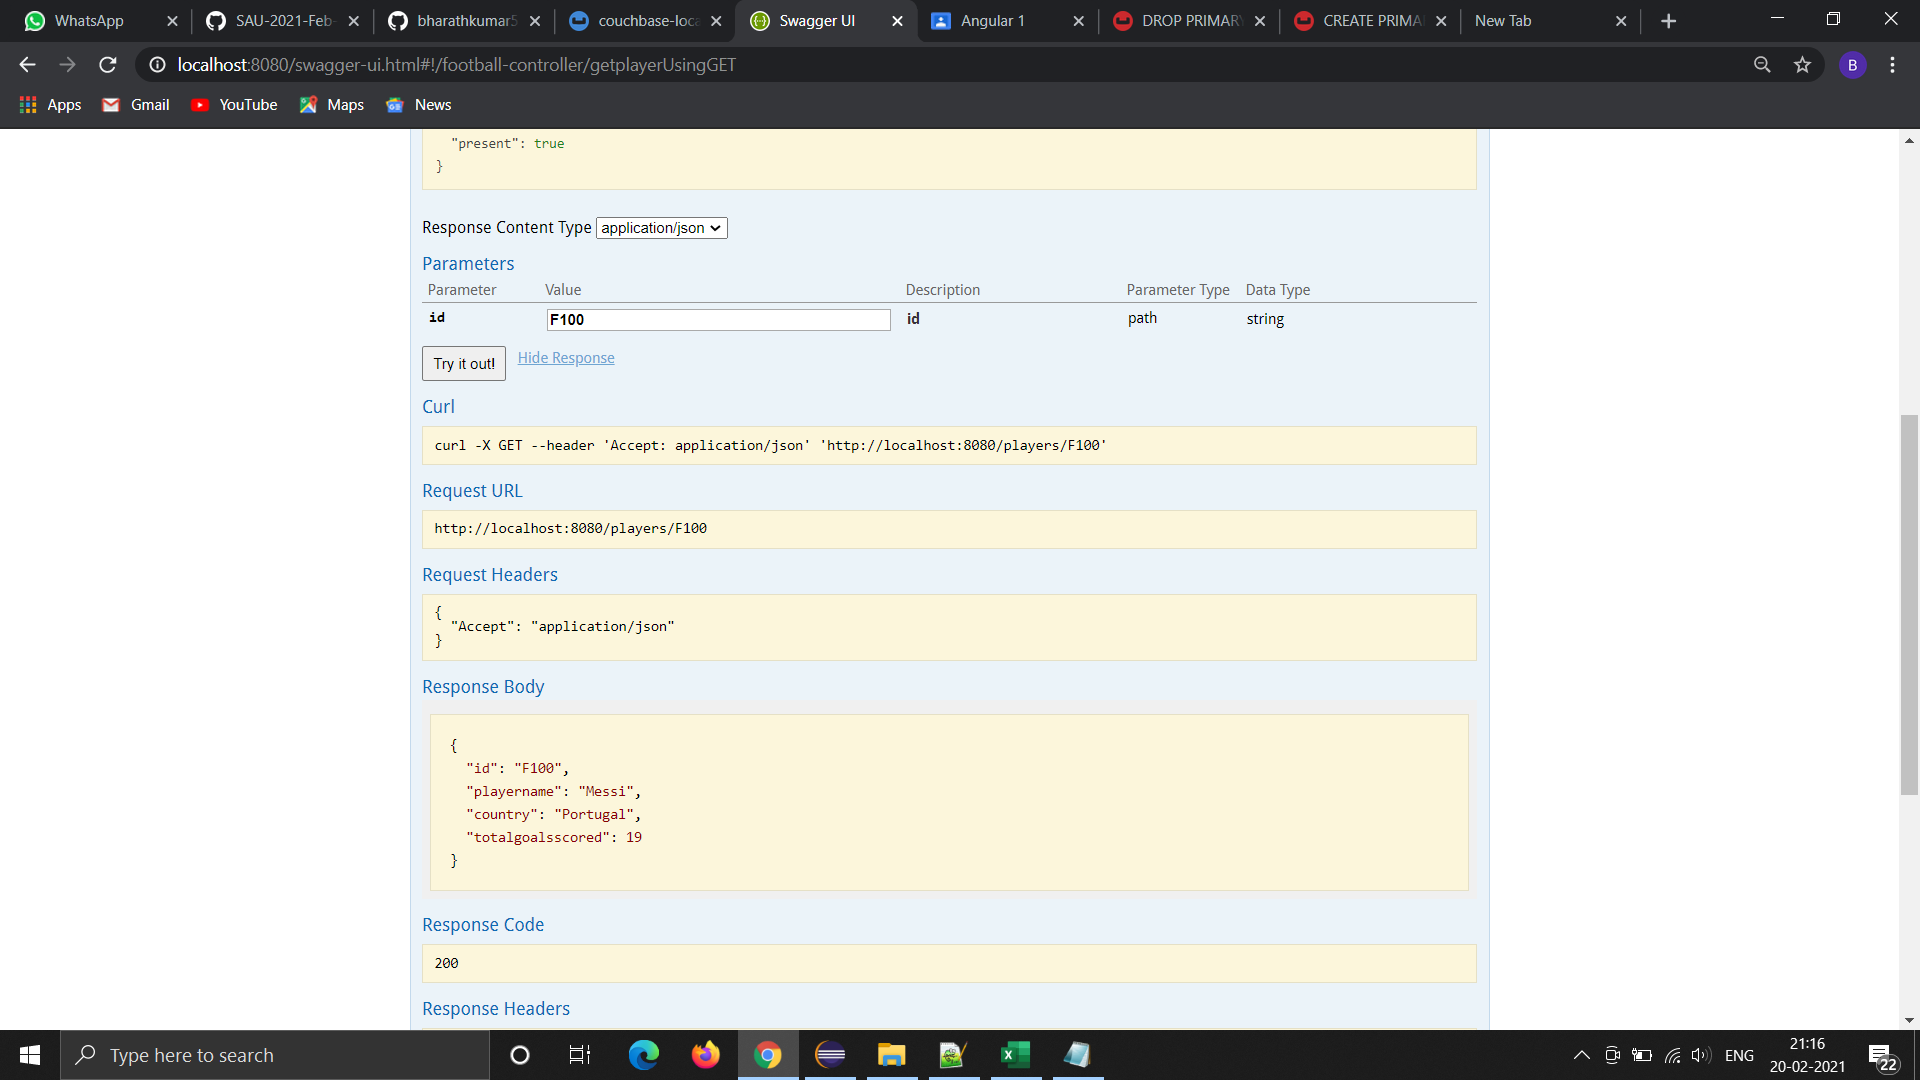 WhatsApp
SAU-2021-Feb-
bharathkumar5
couchbase-loca
Swagger UI
Angular 1
DROP PRIMARY
CREATE PRIMA
New Tab
localhost:8080/swagger-ui.html#!/football-controller/getplayerUsingGET
B
Apps
Gmail
YouTube
Maps
News
"present": true
}
Response Content Type application/json
Parameters
Parameter Value Description Parameter Type Data Type
id F100 id path string
Try it out! Hide Response
Curl
curl -X GET --header 'Accept: application/json' 'http://localhost:8080/players/F100'
Request URL
http://localhost:8080/players/F100
Request Headers
{
"Accept": "application/json"
}
Response Body
{
"id": "F100",
"playername": "Messi",
"country": "Portugal",
"totalgoalsscored": 19
}
Response Code
200
Response Headers
Type here to search
ENG
21:16
20-02-2021
22